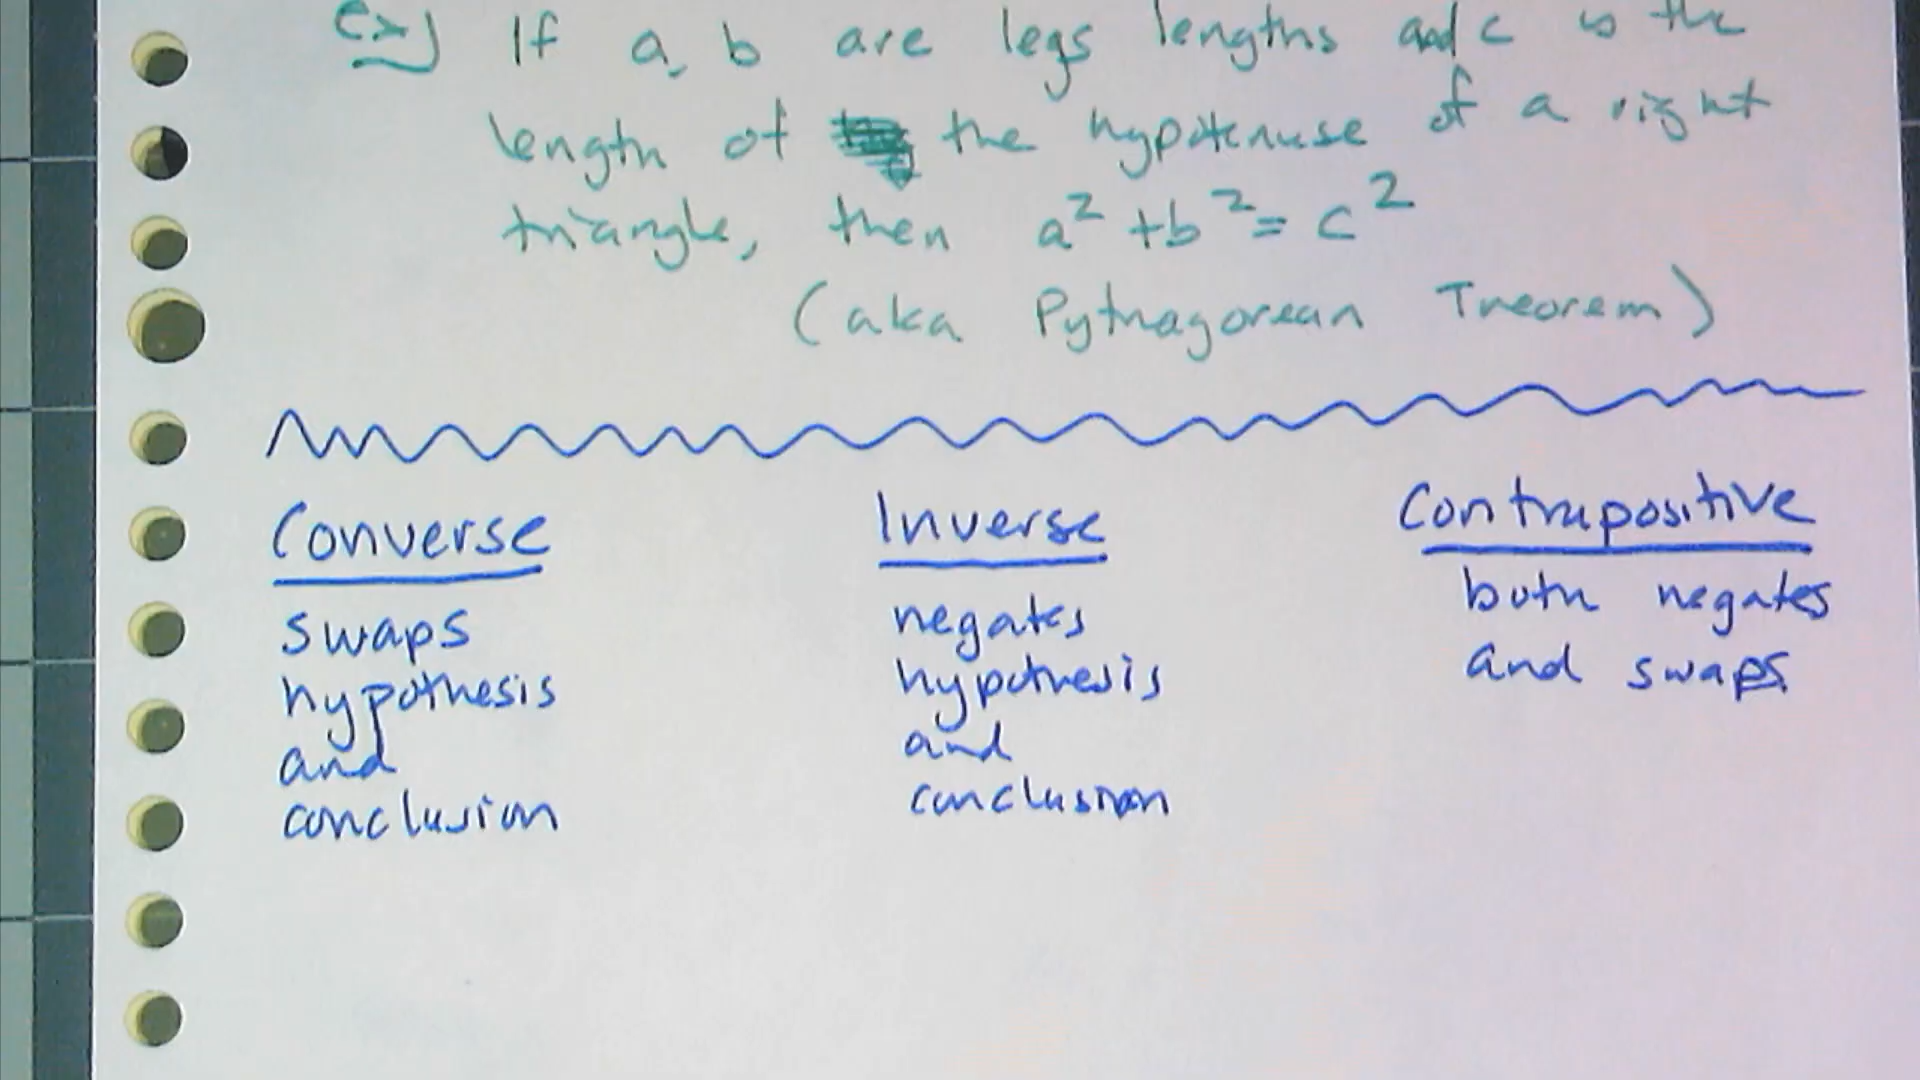 ex) If a, b are legs lengths and c is the
length of the hypotenuse of a right
triangle, then a² + b² = c²
(aka Pythagorean Theorem)
Converse
swaps
hypothesis
and
conclusion
Inverse
negates
hypothesis
and
conclusion
Contrapositive
both negates
and swaps